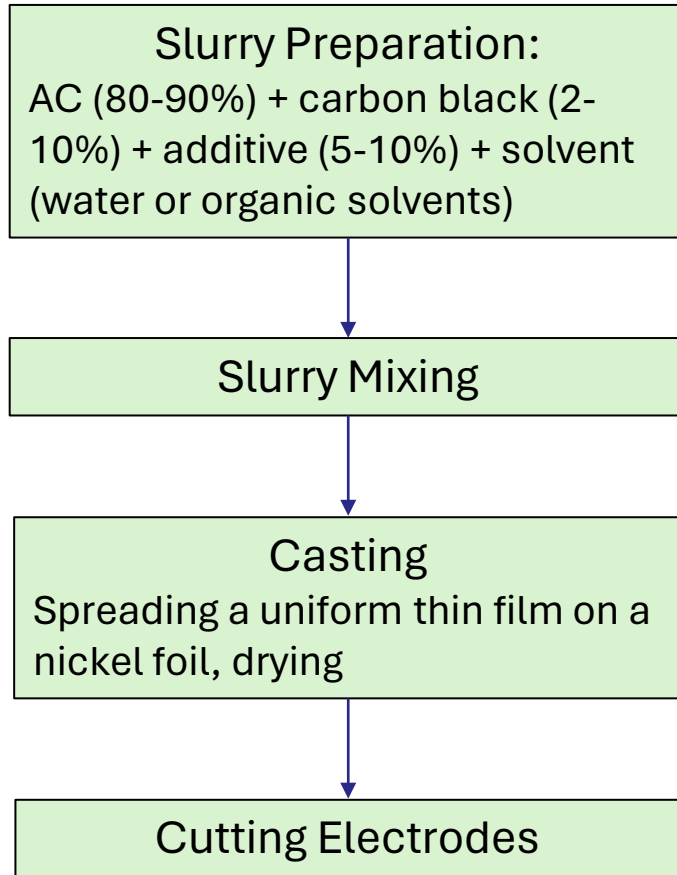 Slurry Preparation:
AC (80-90%) + carbon black (2-
10%) + additive (5-10%) + solvent
(water or organic solvents)
Slurry Mixing
Casting
Spreading a uniform thin film on a
nickel foil, drying
Cutting Electrodes